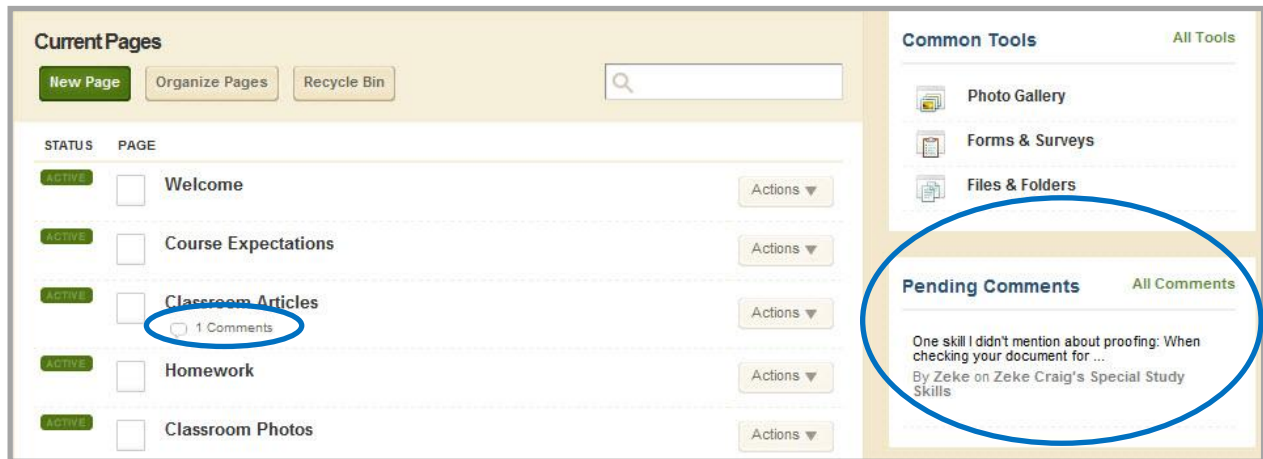 Current Pages
New Page Organize Pages Recycle Bin
STATUS PAGE
ACTIVE Welcome Actions
ACTIVE Course Expectations Actions
ACTIVE Classroom Articles Actions
1 Comments
ACTIVE Homework Actions
ACTIVE Classroom Photos Actions
Common Tools All Tools
Photo Gallery
Forms & Surveys
Files & Folders
Pending Comments All Comments
One skill I didn't mention about proofing: When
checking your document for ...
By Zeke on Zeke Craig's Special Study
Skills